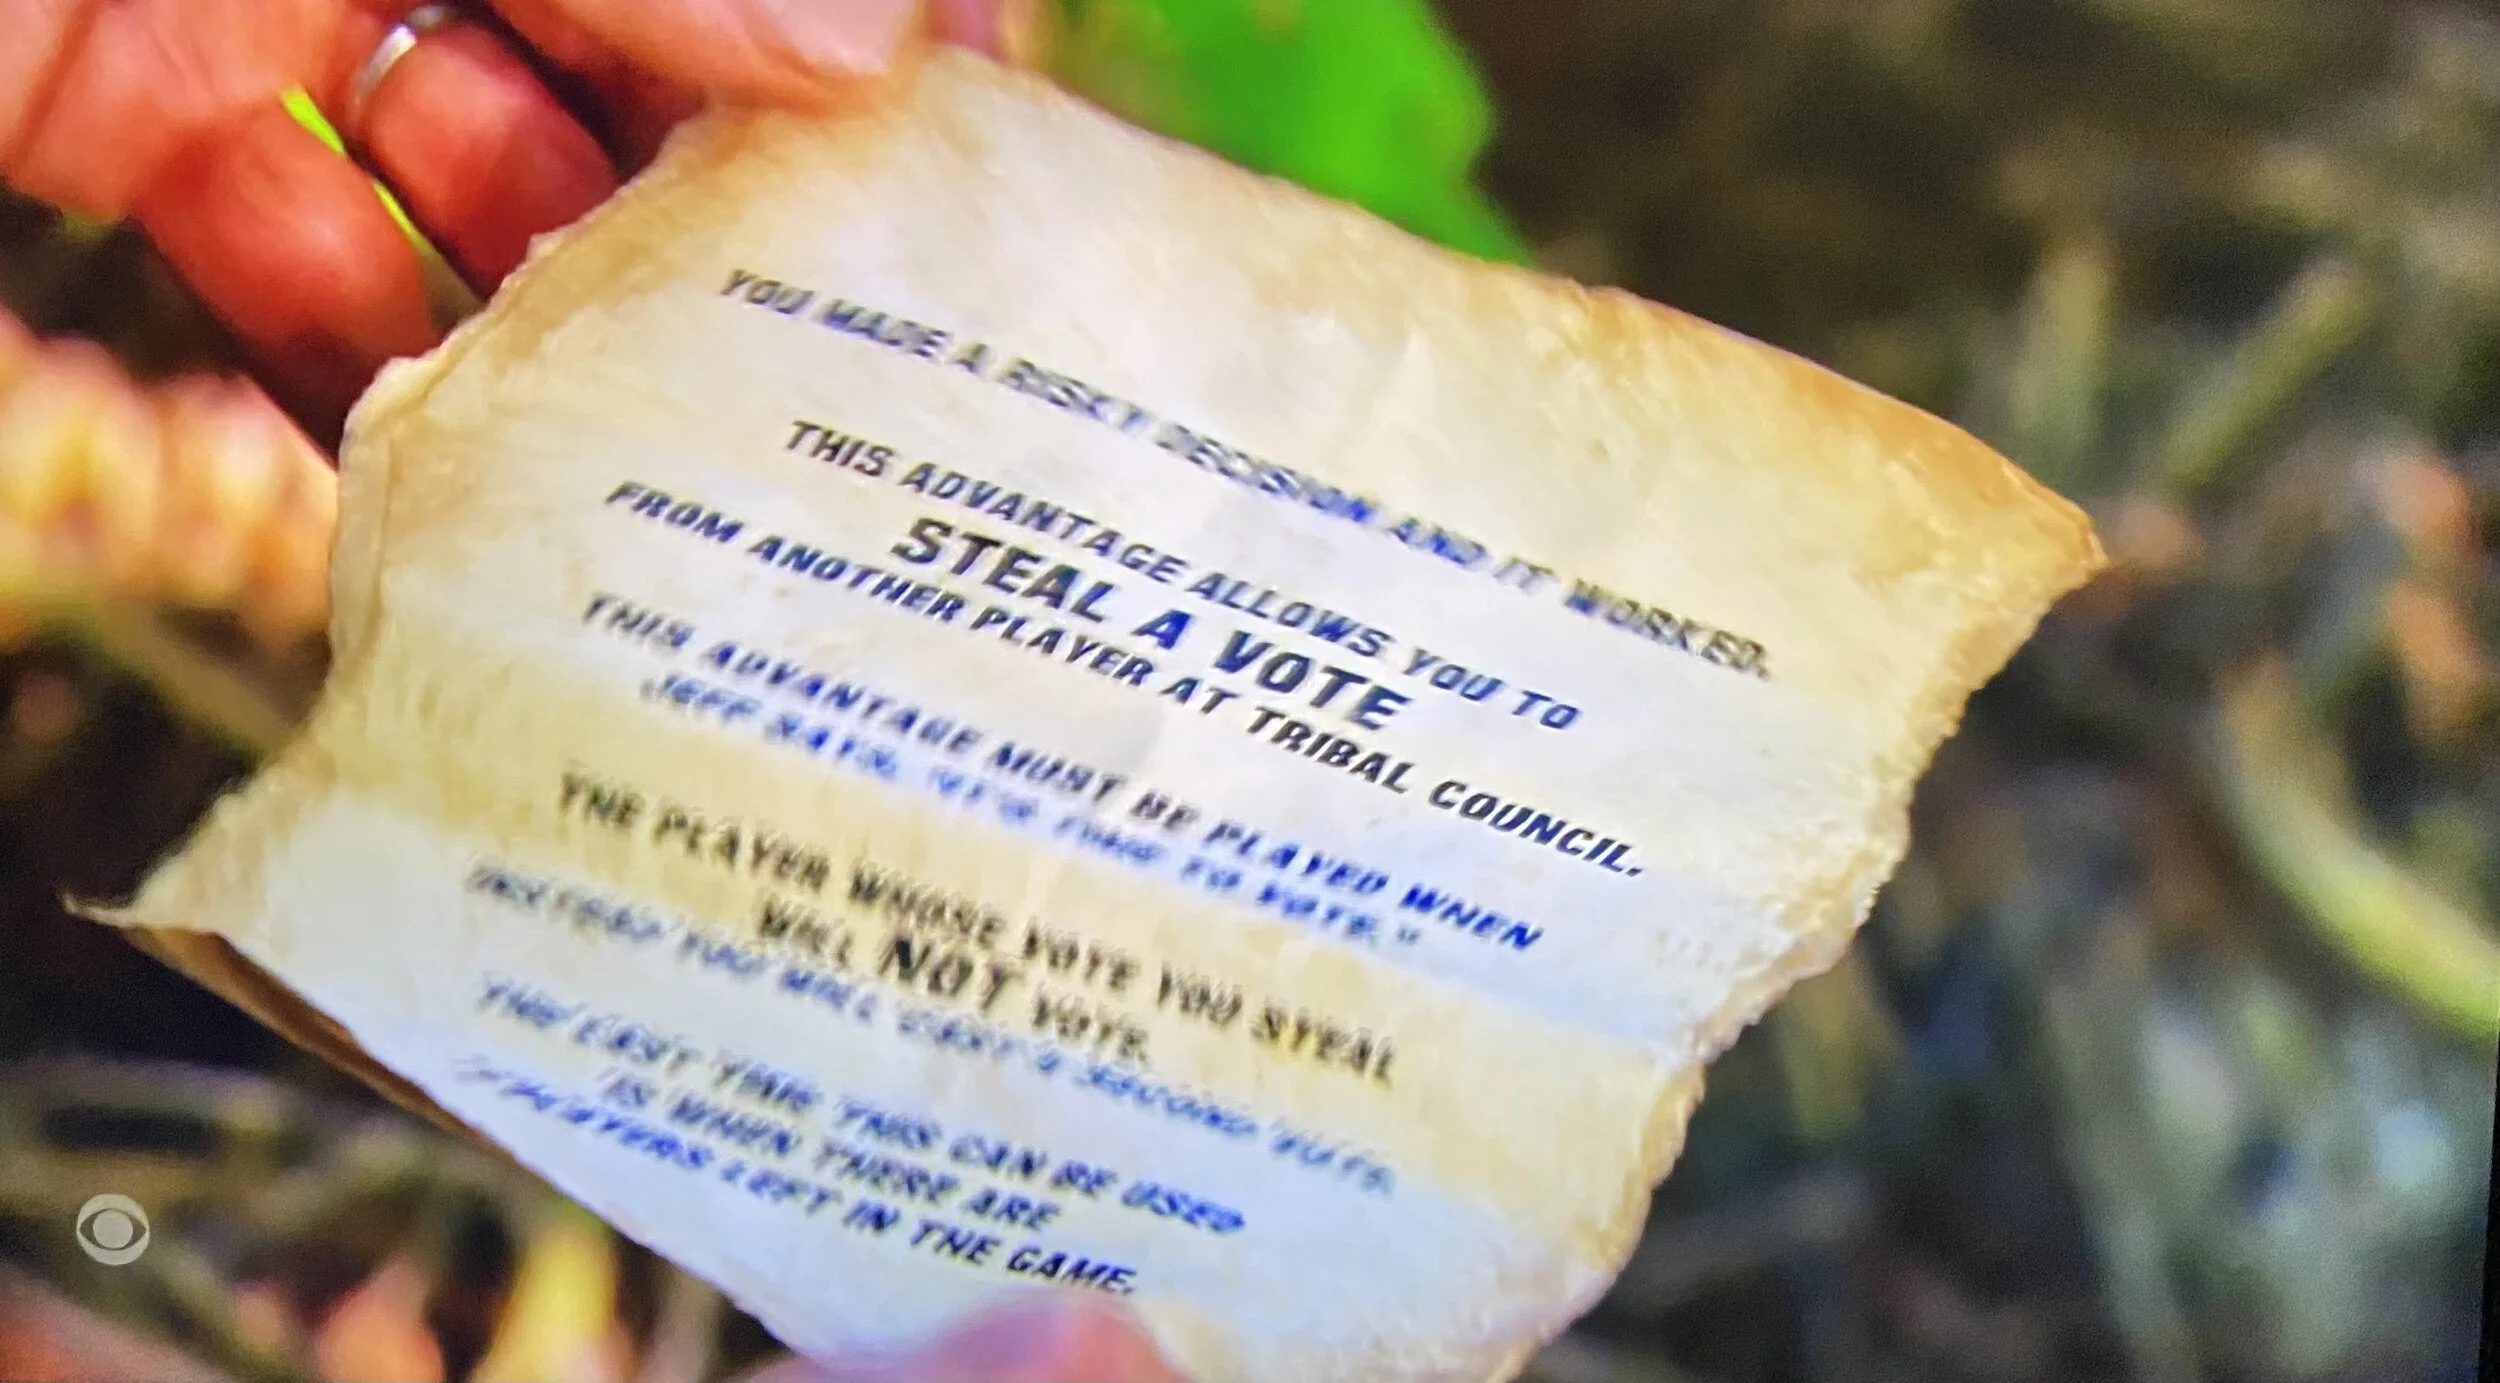 YOU MADE A RISKY DECISION AND IT WORKED.
THIS ADVANTAGE ALLOWS YOU TO
STEAL A VOTE
FROM ANOTHER PLAYER AT TRIBAL COUNCIL.
THIS ADVANTAGE MUST BE PLAYED WHEN
JEFF SAYS, "IT'S TIME TO VOTE."
THE PLAYER WHOSE VOTE YOU STEAL
WILL NOT VOTE.
INSTEAD YOU WILL CAST A SECOND VOTE.
THE LAST TIME THIS CAN BE USED
IS WHEN THERE ARE
PLAYERS LEFT IN THE GAME.